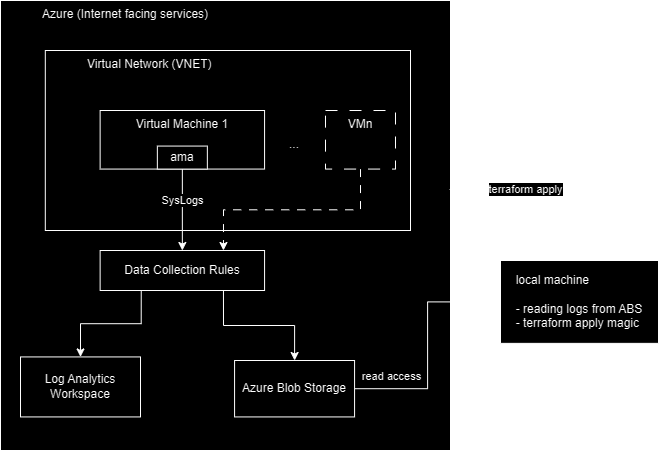 Azure (Internet facing services)
Virtual Network (VNET)
Virtual Machine 1
ama
...
VMn
SysLogs
terraform apply
Data Collection Rules
local machine
- reading logs from ABS
- terraform apply magic
Log Analytics
Workspace
Azure Blob Storage
read access